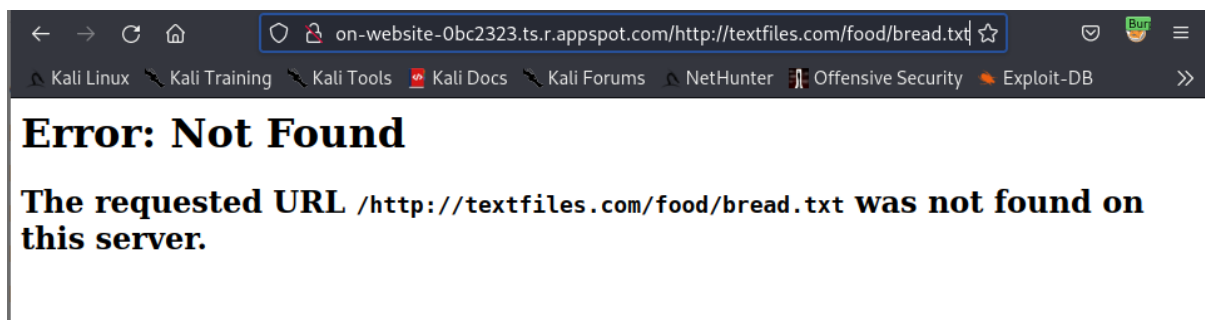 on-website-0bc2323.ts.r.appspot.com/http://textfiles.com/food/bread.txt
Bur
Kali Linux Kali Training Kali Tools Kali Docs Kali Forums NetHunter Offensive Security Exploit-DB
Error: Not Found
The requested URL /http://textfiles.com/food/bread.txt was not found on
this server.